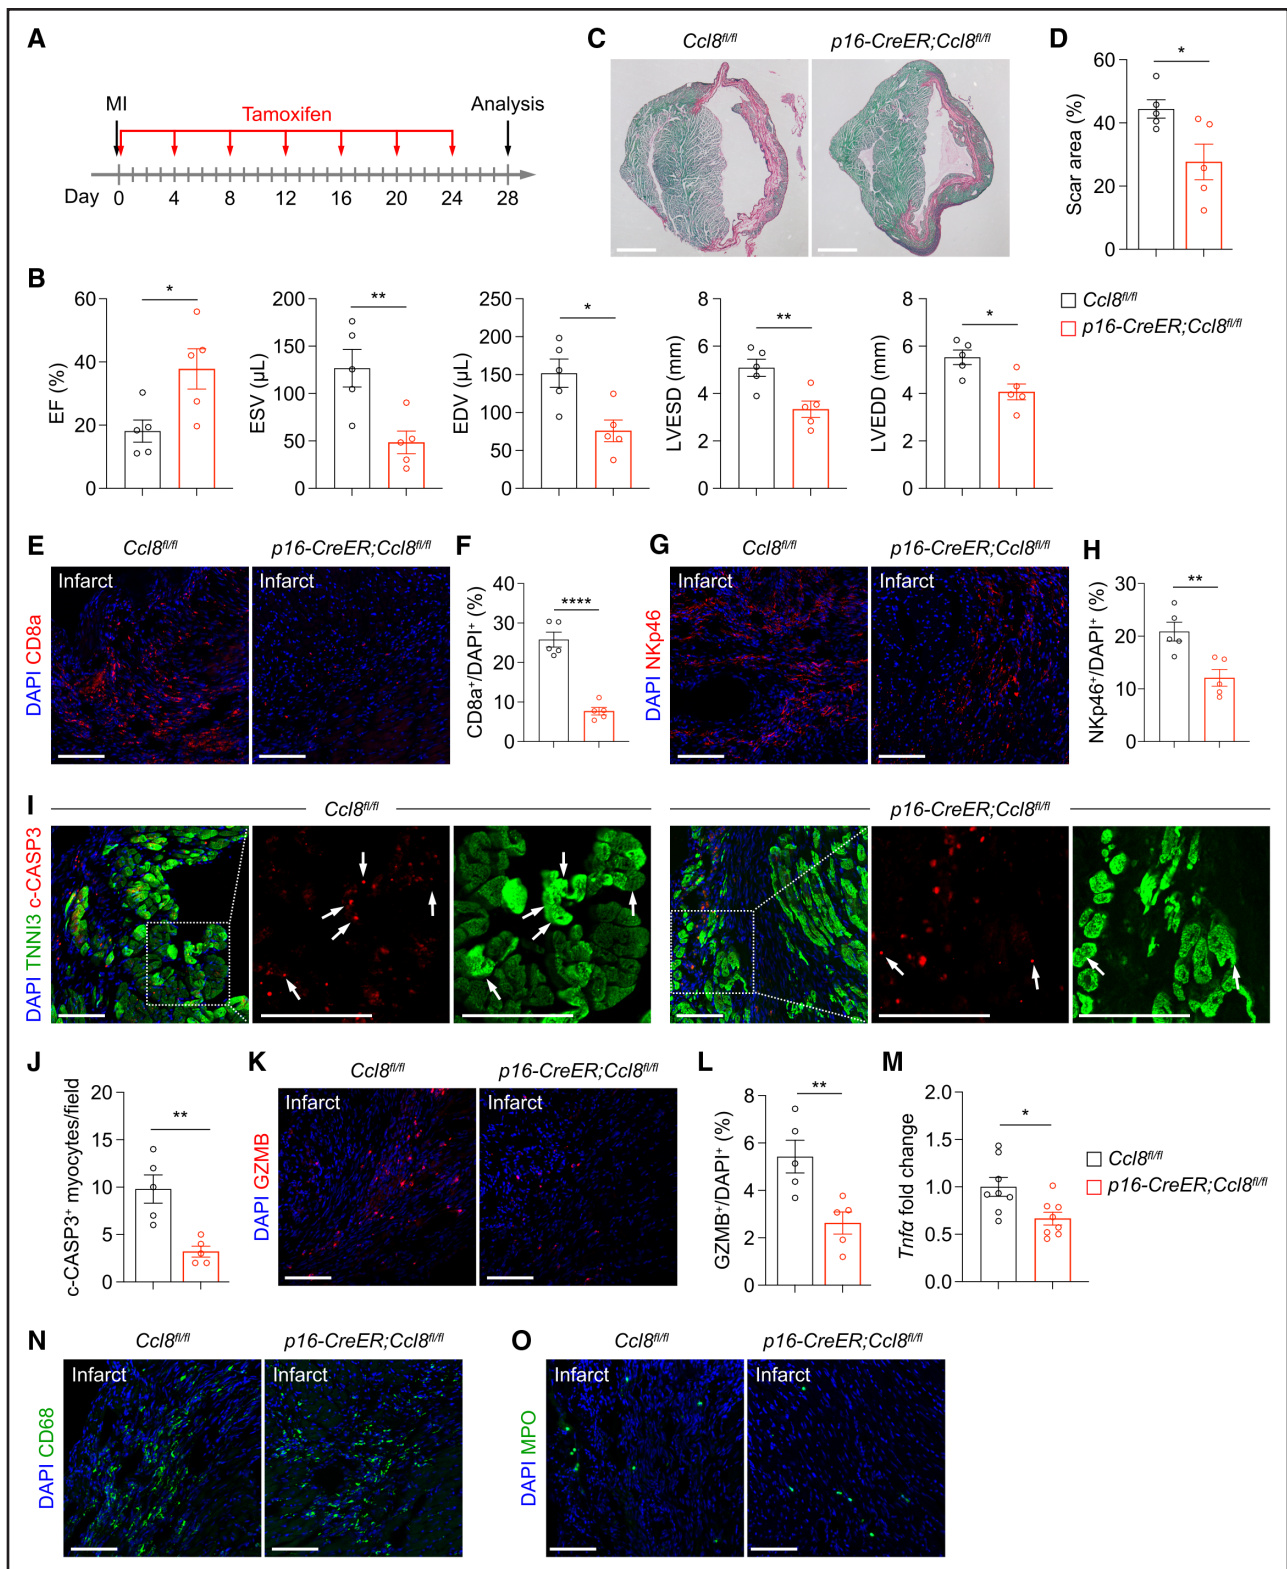 A
MI
Tamoxifen
Analysis
Day
0 4 8 12 16 20 24 28
C
Ccl8fl/fl
p16-CreER;Ccl8fl/fl
D
Scar area (%)
60
40
20
0
*
B
EF (%)
60
40
20
0
*
ESV (µL)
200
150
100
50
0
**
EDV (µL)
250
200
150
100
50
0
*
LVESD (mm)
8
6
4
2
0
**
LVEDD (mm)
8
6
4
2
0
*
Ccl8fl/fl
p16-CreER;Ccl8fl/fl
E
Ccl8fl/fl
p16-CreER;Ccl8fl/fl
DAPI CD8a
Infarct
Infarct
F
CD8a+/DAPI+ (%)
40
30
20
10
0
****
G
Ccl8fl/fl
p16-CreER;Ccl8fl/fl
DAPI NKp46
Infarct
Infarct
H
NKp46+/DAPI+ (%)
30
20
10
0
**
I
Ccl8fl/fl
p16-CreER;Ccl8fl/fl
DAPI TNNI3 c-CASP3
J
c-CASP3+ myocytes/field
20
15
10
5
0
**
K
Ccl8fl/fl
p16-CreER;Ccl8fl/fl
DAPI GZMB
Infarct
Infarct
L
GZMB+/DAPI+ (%)
8
6
4
2
0
**
M
Tnfα fold change
2.0
1.5
1.0
0.5
0.0
*
Ccl8fl/fl
p16-CreER;Ccl8fl/fl
N
Ccl8fl/fl
p16-CreER;Ccl8fl/fl
DAPI CD68
Infarct
Infarct
O
Ccl8fl/fl
p16-CreER;Ccl8fl/fl
DAPI MPO
Infarct
Infarct